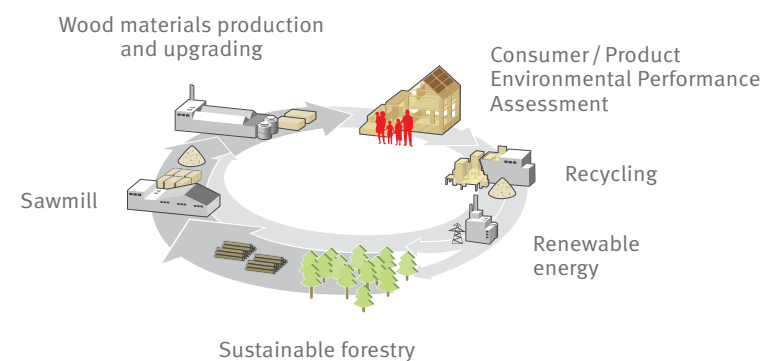 Wood materials production
and upgrading
Consumer / Product
Environmental Performance
Assessment
Recycling
Sawmill
Renewable
energy
Sustainable forestry